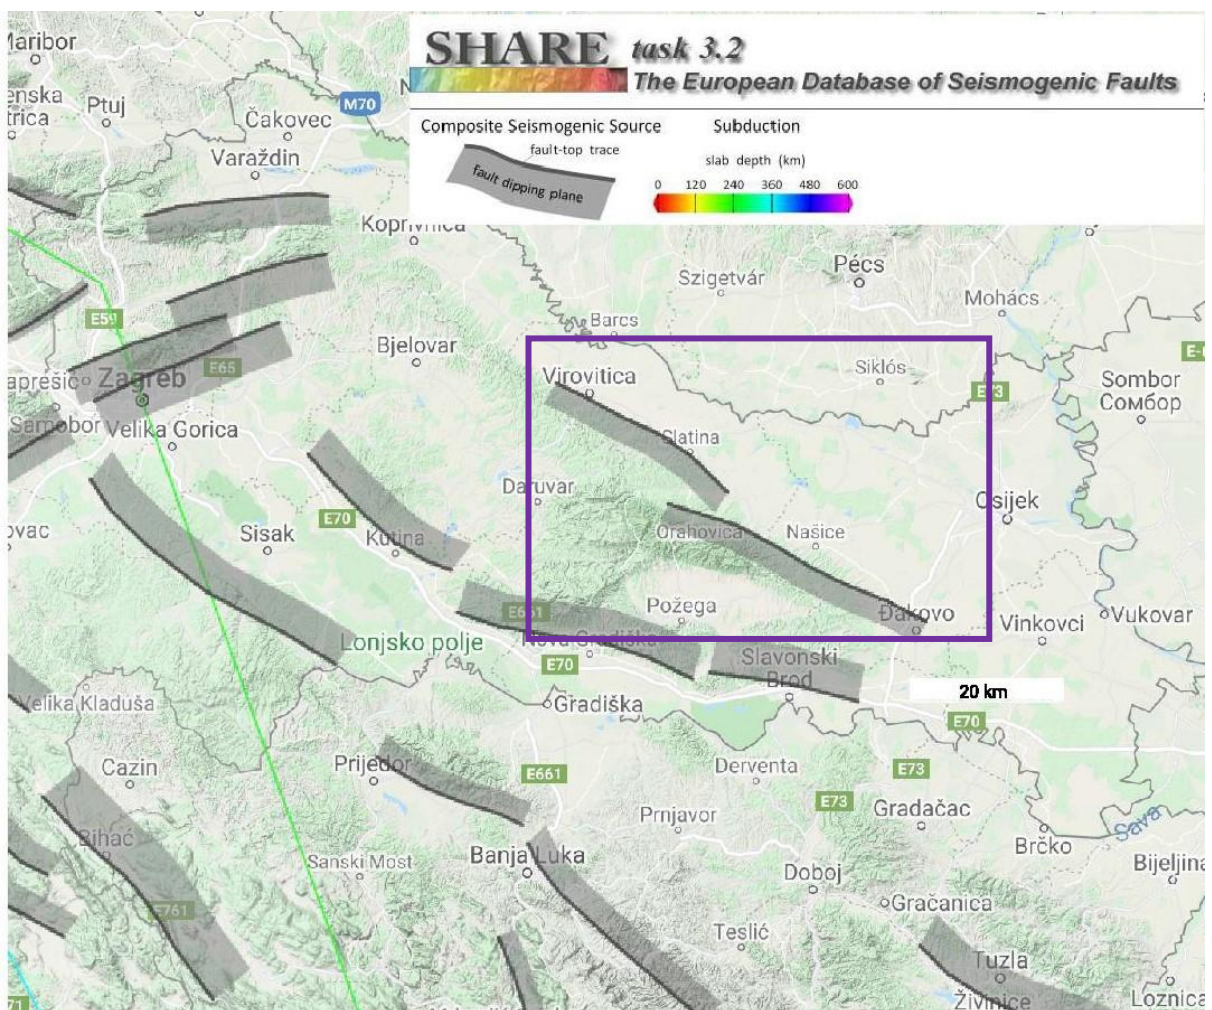 SHARE task 3.2
The European Database of Seismogenic Faults
Composite Seismogenic Source
Subduction
fault-top trace
fault dipping plane
slab depth (km)
0 120 240 360 480 600
Maribor
Ptuj
M70
Čakovec
Varaždin
Koprivnica
Szigetvár
Pécs
Mohács
Barcs
E59
Bjelovar
Virovitica
Siklós
E73
Sombor
Сомбор
Zagreb
E65
Samobor
Velika Gorica
Slatina
Daruvar
Osijek
Sisak
E70
Kutina
Orahovica
Našice
E661
Požega
Đakovo
Vinkovci
Vukovar
Lonjsko polje
Nova Gradiška
E70
Slavonski
Brod
20 km
Velika Kladuša
Gradiška
E70
Cazin
Prijedor
E661
Derventa
E73
E73
Gradačac
Prnjavor
Sava
Brčko
Bihać
Sanski Most
Banja Luka
Doboj
Bijeljina
E761
Gračanica
Teslić
Tuzla
Živinice
Loznica